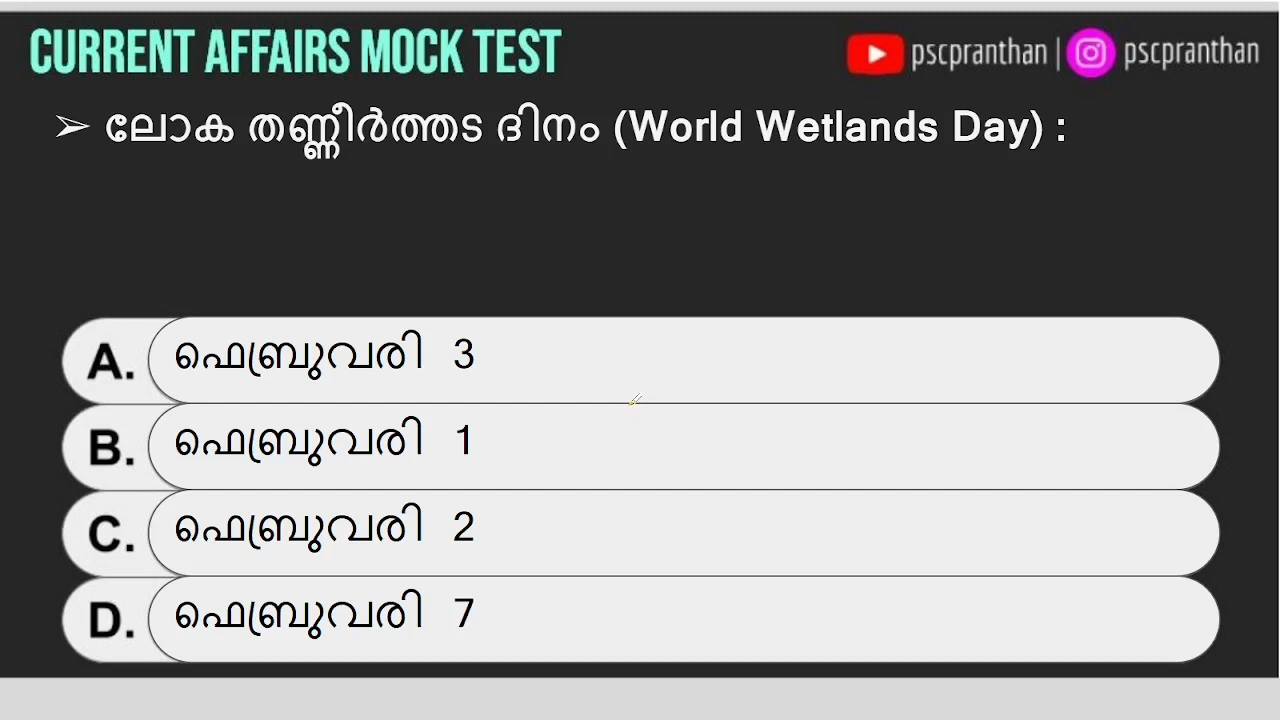 CURRENT AFFAIRS MOCK TEST
pscpranthan | pscpranthan
➢ ലോക തണ്ണീർത്തട ദിനം (World Wetlands Day) :
A. ഫെബ്രുവരി 3
B. ഫെബ്രുവരി 1
C. ഫെബ്രുവരി 2
D. ഫെബ്രുവരി 7